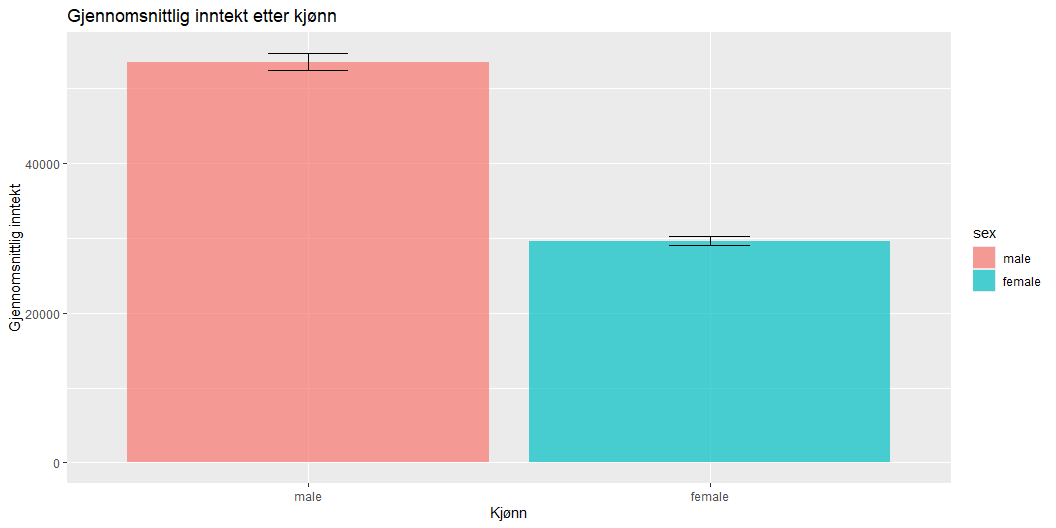 Gjennomsnittlig inntekt etter kjønn
Gjennomsnittlig inntekt
40000
20000
0
male
female
Kjønn
sex
male
female